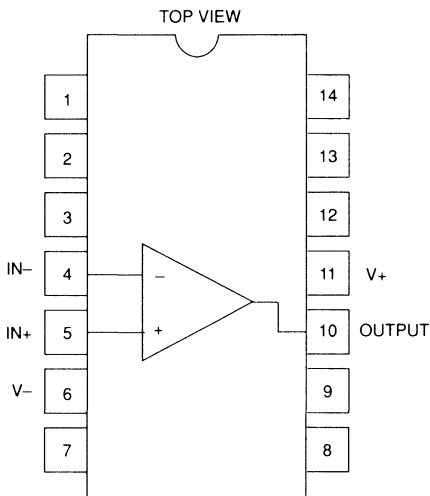 TOP VIEW
1 14
2 13
3 12
IN– 4 – 11 V+
IN+ 5 + 10 OUTPUT
V– 6 9
7 8